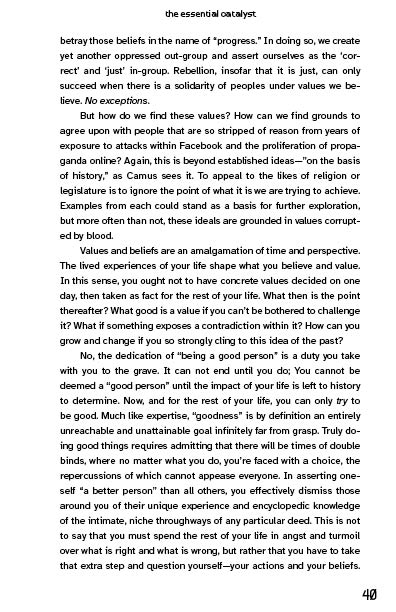 the essential catalyst
betray those beliefs in the name of “progress.” In doing so, we create
yet another oppressed out-group and assert ourselves as the ‘cor-
rect’ and ‘just’ in-group. Rebellion, insofar that it is just, can only
succeed when there is a solidarity of peoples under values we be-
lieve. No exceptions.
But how do we find these values? How can we find grounds to
agree upon with people that are so stripped of reason from years of
exposure to attacks within Facebook and the proliferation of propa-
ganda online? Again, this is beyond established ideas—”on the basis
of history,” as Camus sees it. To appeal to the likes of religion or
legislature is to ignore the point of what it is we are trying to achieve.
Examples from each could stand as a basis for further exploration,
but more often than not, these ideals are grounded in values corrupt-
ed by blood.
Values and beliefs are an amalgamation of time and perspective.
The lived experiences of your life shape what you believe and value.
In this sense, you ought not to have concrete values decided on one
day, then taken as fact for the rest of your life. What then is the point
thereafter? What good is a value if you can’t be bothered to challenge
it? What if something exposes a contradiction within it? How can you
grow and change if you so strongly cling to this idea of the past?
No, the dedication of “being a good person” is a duty you take
with you to the grave. It can not end until you do; You cannot be
deemed a “good person” until the impact of your life is left to history
to determine. Now, and for the rest of your life, you can only try to
be good. Much like expertise, “goodness” is by definition an entirely
unreachable and unattainable goal infinitely far from grasp. Truly do-
ing good things requires admitting that there will be times of double
binds, where no matter what you do, you’re faced with a choice, the
repercussions of which cannot appease everyone. In asserting one-
self “a better person” than all others, you effectively dismiss those
around you of their unique experience and encyclopedic knowledge
of the intimate, niche throughways of any particular deed. This is not
to say that you must spend the rest of your life in angst and turmoil
over what is right and what is wrong, but rather that you have to take
that extra step and question yourself—your actions and your beliefs.
40